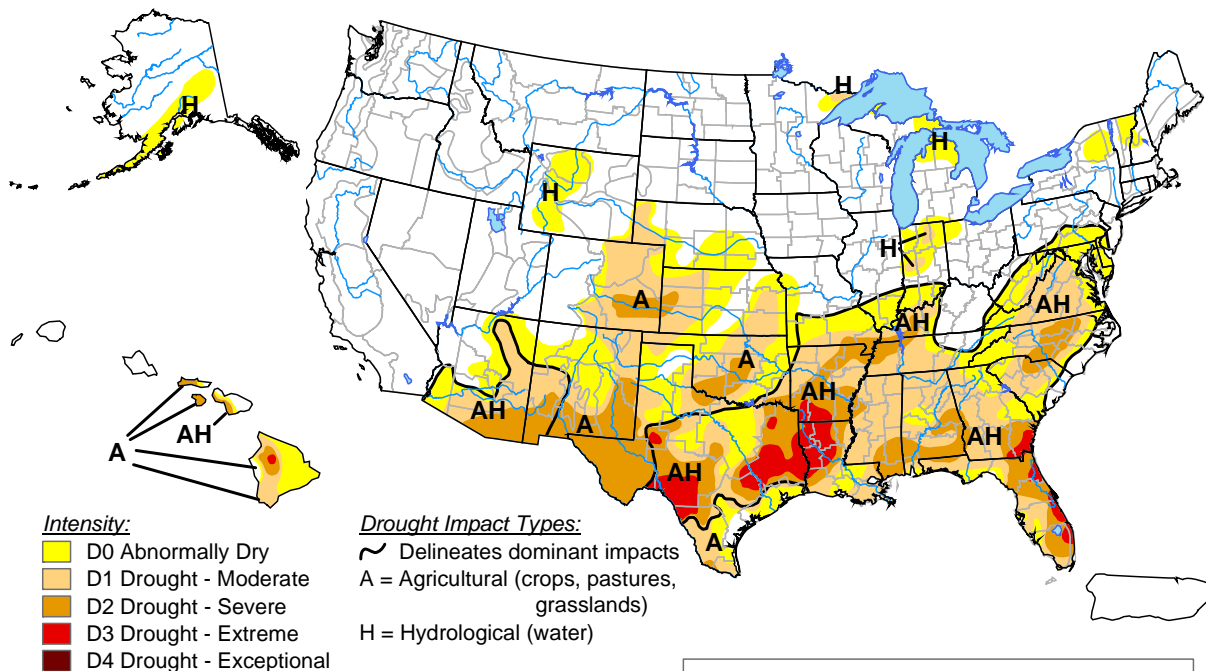 H
H
H
H
H
A
AH
AH
A
AH
AH
A
AH
AH
A
AH
A
Intensity:
D0 Abnormally Dry
D1 Drought - Moderate
D2 Drought - Severe
D3 Drought - Extreme
D4 Drought - Exceptional
Drought Impact Types:
Delineates dominant impacts
A = Agricultural (crops, pastures,
grasslands)
H = Hydrological (water)